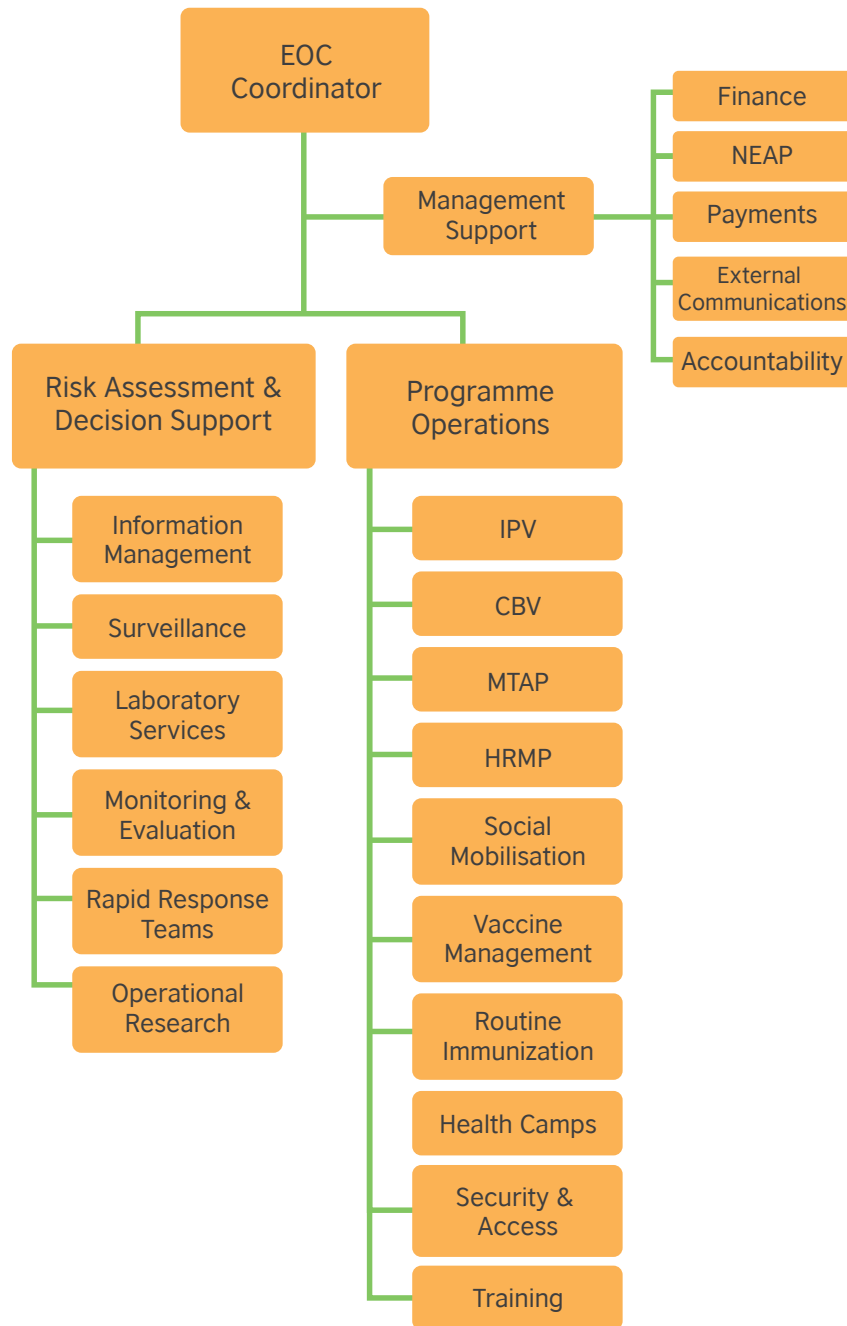 EOC
Coordinator
Management
Support
Finance
NEAP
Payments
External
Communications
Accountability
Risk Assessment &
Decision Support
Information
Management
Surveillance
Laboratory
Services
Monitoring &
Evaluation
Rapid Response
Teams
Operational
Research
Programme
Operations
IPV
CBV
MTAP
HRMP
Social
Mobilisation
Vaccine
Management
Routine
Immunization
Health Camps
Security &
Access
Training